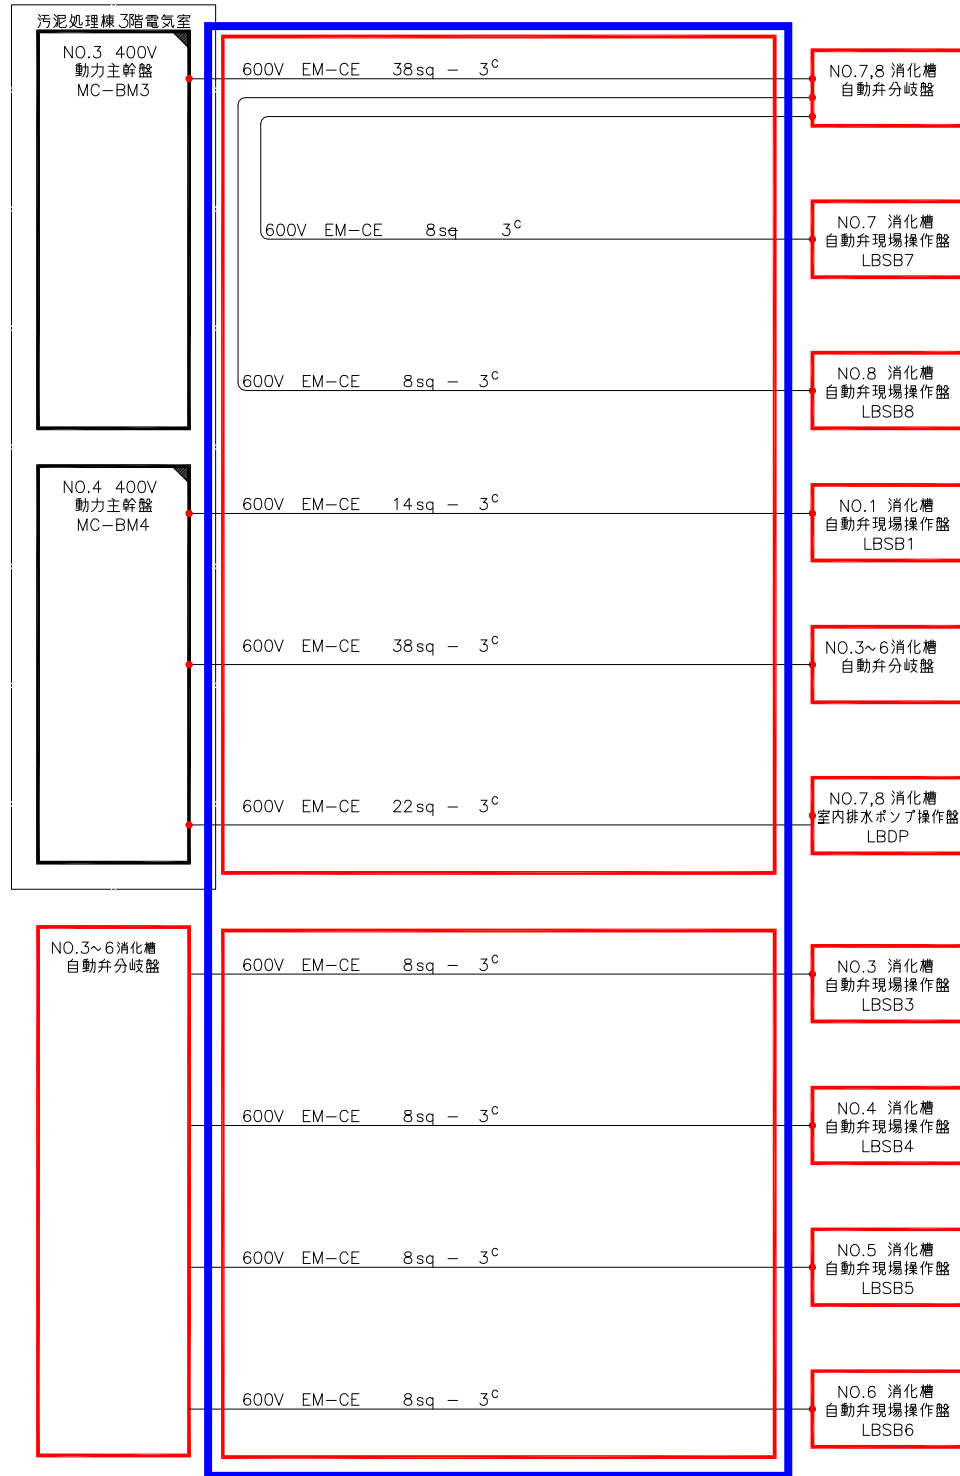 汚泥処理棟3階電気室
NO.3 400V
動力主幹盤
MC-BM3
600V EM-CE 38sq - 3C
NO.7,8 消化槽
自動弁分岐盤
600V EM-CE 8sq 3C
NO.7 消化槽
自動弁現場操作盤
LBSB7
600V EM-CE 8sq - 3C
NO.8 消化槽
自動弁現場操作盤
LBSB8
NO.4 400V
動力主幹盤
MC-BM4
600V EM-CE 14sq - 3C
NO.1 消化槽
自動弁現場操作盤
LBSB1
600V EM-CE 38sq - 3C
NO.3~6消化槽
自動弁分岐盤
600V EM-CE 22sq - 3C
NO.7,8 消化槽
室内排水ポンプ操作盤
LBDP
NO.3~6消化槽
自動弁分岐盤
600V EM-CE 8sq - 3C
NO.3 消化槽
自動弁現場操作盤
LBSB3
600V EM-CE 8sq - 3C
NO.4 消化槽
自動弁現場操作盤
LBSB4
600V EM-CE 8sq - 3C
NO.5 消化槽
自動弁現場操作盤
LBSB5
600V EM-CE 8sq - 3C
NO.6 消化槽
自動弁現場操作盤
LBSB6